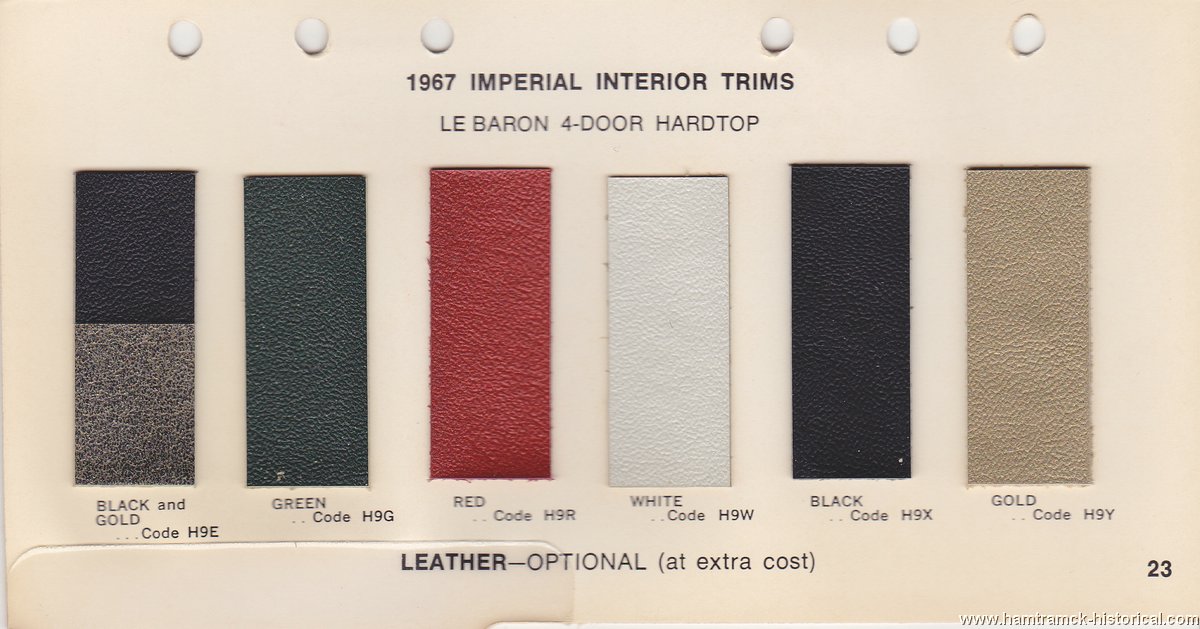 1967 IMPERIAL INTERIOR TRIMS
LE BARON 4-DOOR HARDTOP
BLACK and
GOLD
...Code H9E
GREEN
..Code H9G
RED
..Code H9R
WHITE
..Code H9W
BLACK
..Code H9X
GOLD
..Code H9Y
LEATHER—OPTIONAL (at extra cost)
23
www.hamtramck-historical.com